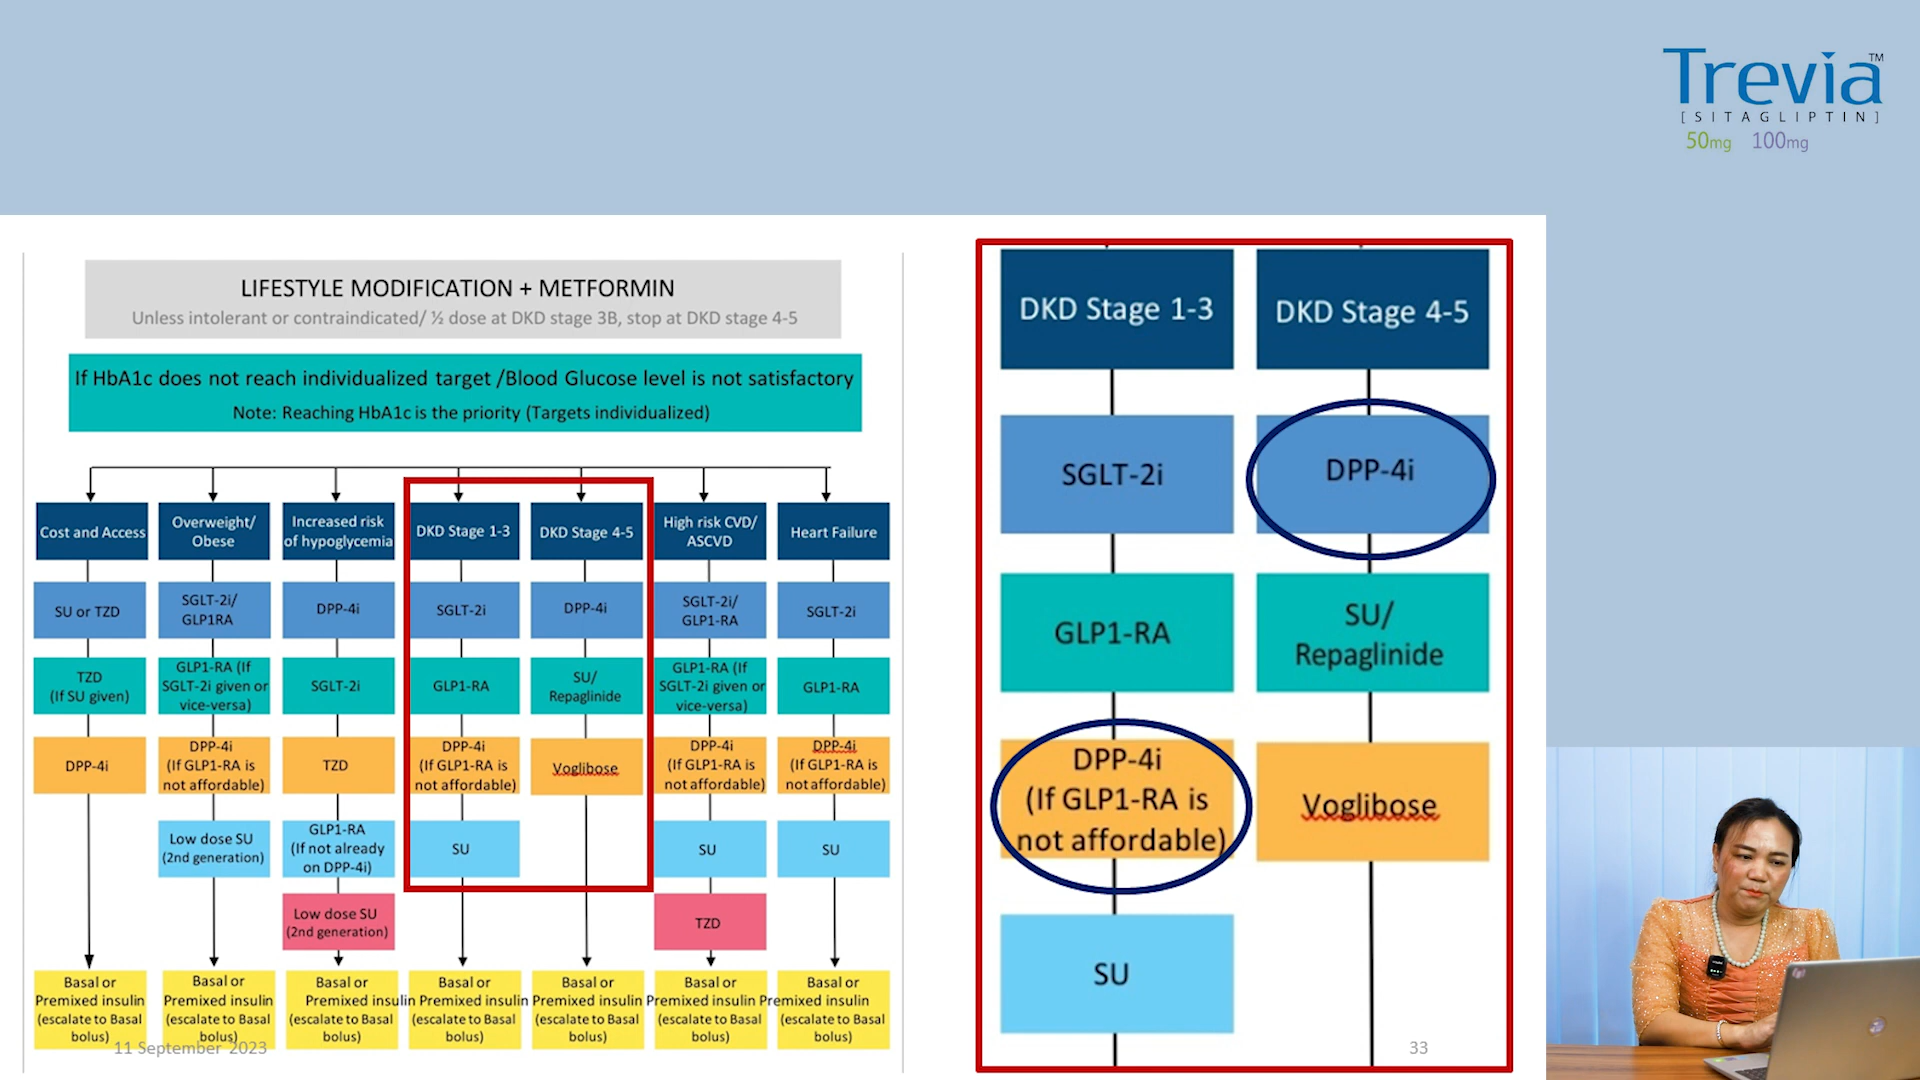 Trevia™
[SITAGLIPTIN]
50mg 100mg
LIFESTYLE MODIFICATION + METFORMIN
Unless intolerant or contraindicated/ ½ dose at DKD stage 3B, stop at DKD stage 4-5
If HbA1c does not reach individualized target /Blood Glucose level is not satisfactory
Note: Reaching HbA1c is the priority (Targets individualized)
Cost and Access
SU or TZD
TZD
(If SU given)
DPP-4i
Basal or
Premixed insulin
(escalate to Basal
bolus)
Overweight/
Obese
SGLT-2i/
GLP1RA
GLP1-RA (If
SGLT-2i given or
vice-versa)
DPP-4i
(If GLP1-RA is
not affordable)
Low dose SU
(2nd generation)
Basal or
Premixed insulin
(escalate to Basal
bolus)
Increased risk
of hypoglycemia
DPP-4i
SGLT-2i
TZD
GLP1-RA
(If not already
on DPP-4i)
Low dose SU
(2nd generation)
Basal or
Premixed insulin
(escalate to Basal
bolus)
DKD Stage 1-3
SGLT-2i
GLP1-RA
DPP-4i
(If GLP1-RA is
not affordable)
SU
Basal or
Premixed insulin
(escalate to Basal
bolus)
DKD Stage 4-5
DPP-4i
SU/
Repaglinide
Voglibose
Basal or
Premixed insulin
(escalate to Basal
bolus)
High risk CVD/
ASCVD
SGLT-2i/
GLP1-RA
GLP1-RA (If
SGLT-2i given or
vice-versa)
DPP-4i
(If GLP1-RA is
not affordable)
SU
TZD
Basal or
Premixed insulin
(escalate to Basal
bolus)
Heart Failure
SGLT-2i
GLP1-RA
DPP-4i
(If GLP1-RA is
not affordable)
SU
Basal or
Premixed insulin
(escalate to Basal
bolus)
11 September 2023
DKD Stage 1-3
SGLT-2i
GLP1-RA
DPP-4i
(If GLP1-RA is
not affordable)
SU
DKD Stage 4-5
DPP-4i
SU/
Repaglinide
Voglibose
33